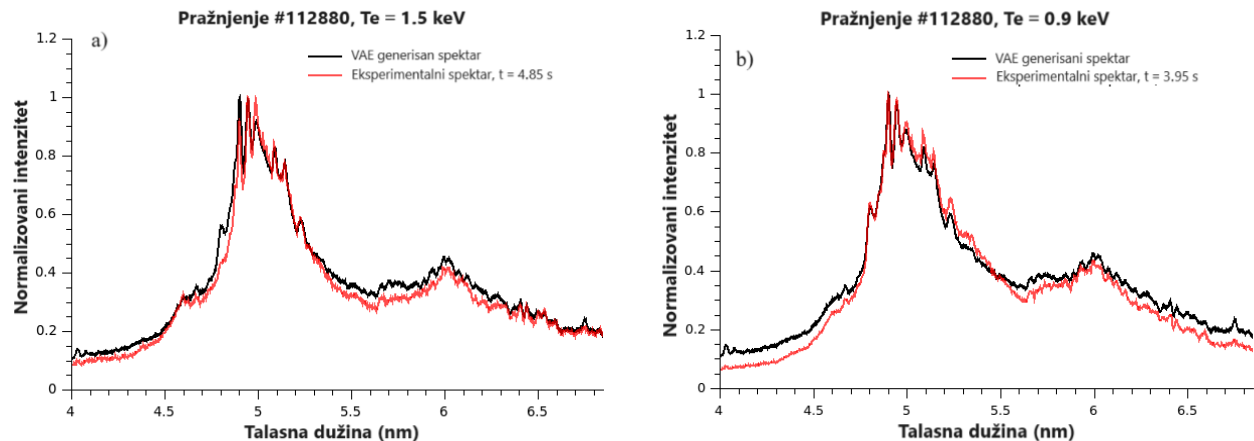 Pražnjenje #112880, Te = 1.5 keV
a)
VAE generisan spektar
Eksperimentalni spektar, t = 4.85 s
Normalizovani intenzitet
1.2
1
0.8
0.6
0.4
0.2
0
4
4.5
5
5.5
6
6.5
Talasna dužina (nm)
Pražnjenje #112880, Te = 0.9 keV
b)
VAE generisani spektar
Eksperimentalni spektar, t = 3.95 s
Normalizovani intenzitet
1.2
1
0.8
0.6
0.4
0.2
0
4
4.5
5
5.5
6
6.5
Talasna dužina (nm)